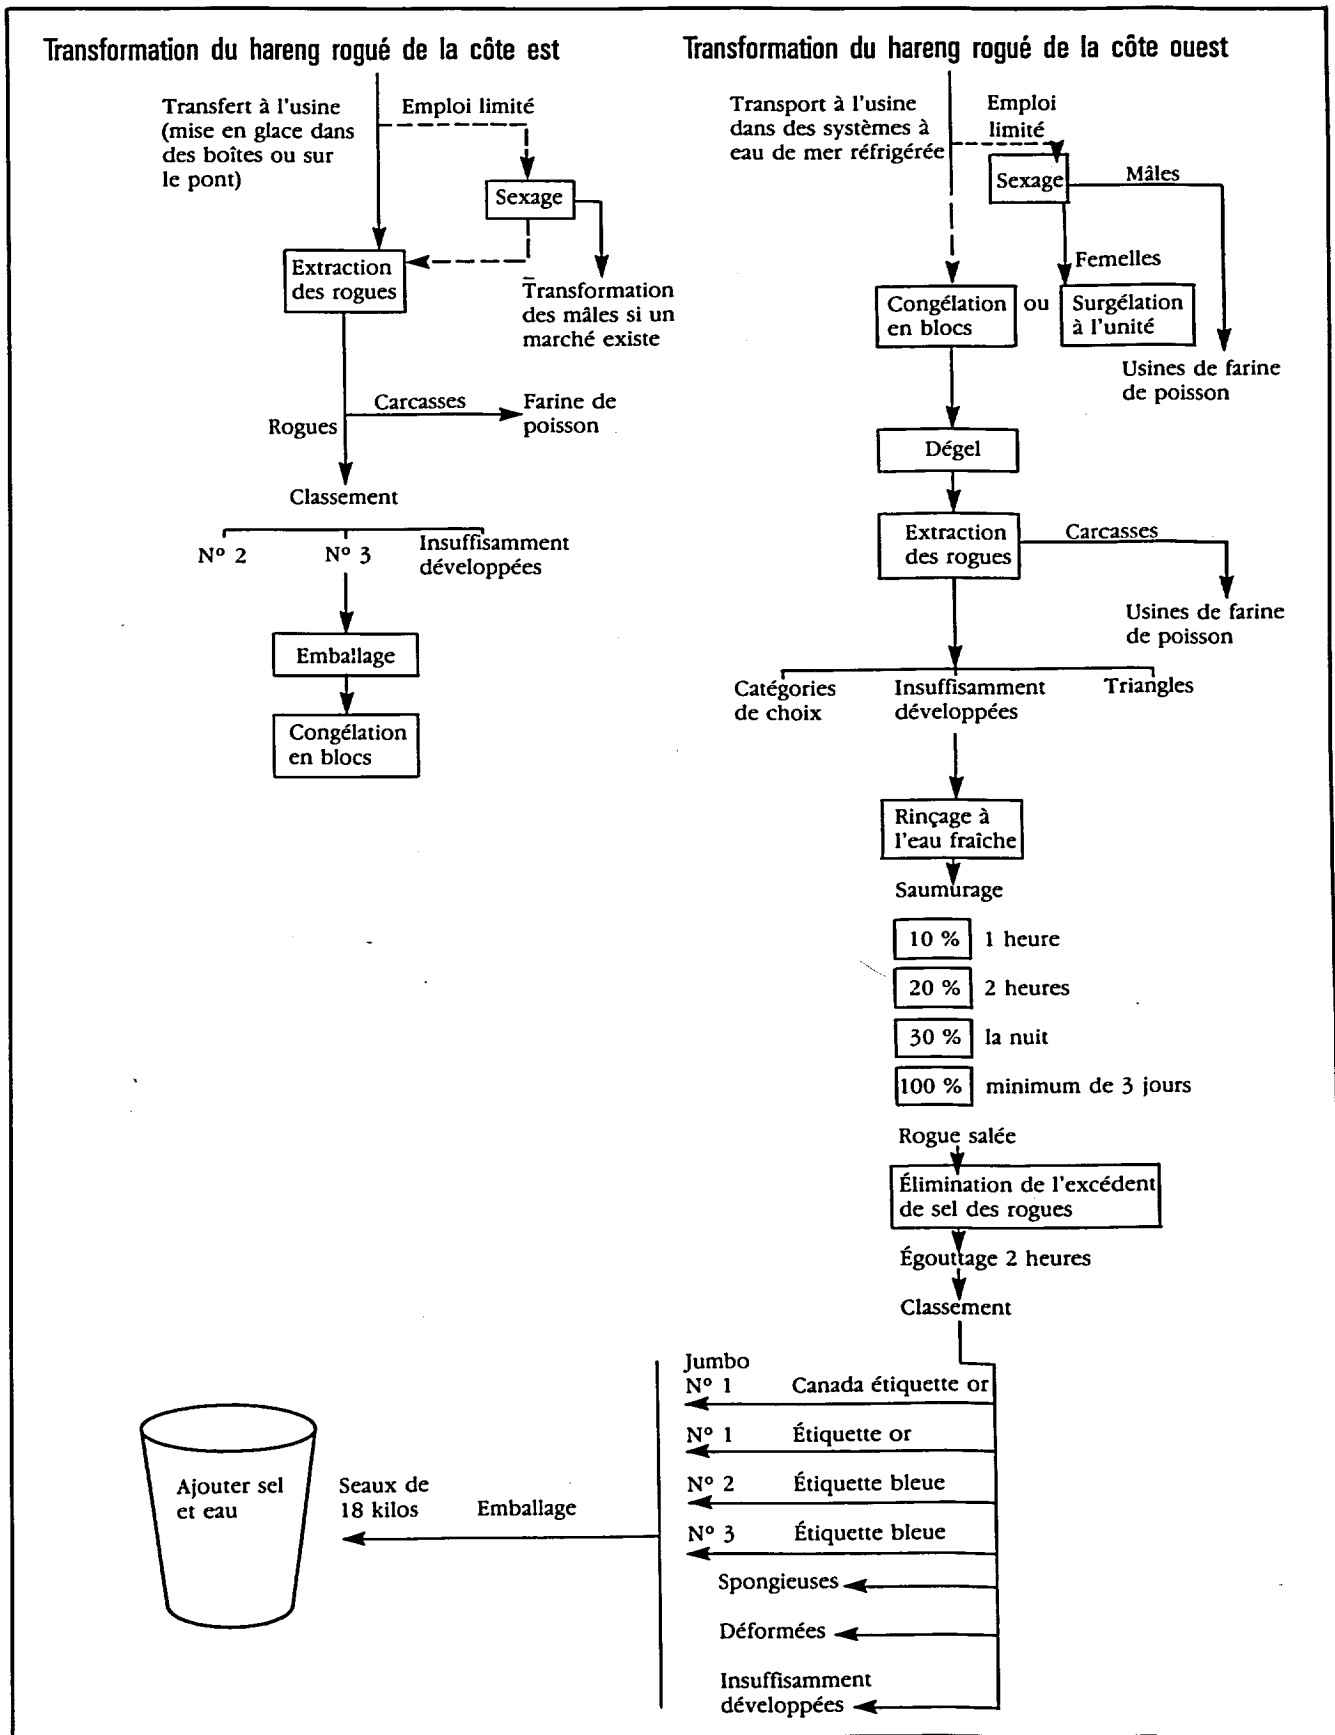 Transformation du hareng rogué de la côte est
Transfert à l'usine
(mise en glace dans
des boîtes ou sur
le pont)
Emploi limité
Sexage
Extraction
des rogues
Transformation
des mâles si un
marché existe
Carcasses
Farine de
poisson
Rogues
Classement
Nº 2
Nº 3
Insuffisamment
développées
Emballage
Congélation
en blocs
Transformation du hareng rogué de la côte ouest
Transport à l'usine
dans des systèmes à
eau de mer réfrigérée
Emploi
limité
Sexage
Mâles
Femelles
Congélation
en blocs
ou
Surgélation
à l'unité
Usines de farine
de poisson
Dégel
Extraction
des rogues
Carcasses
Usines de farine
de poisson
Catégories
de choix
Insuffisamment
développées
Triangles
Rinçage à
l'eau fraîche
Saumurage
10 % 1 heure
20 % 2 heures
30 % la nuit
100 % minimum de 3 jours
Rogue salée
Élimination de l'excédent
de sel des rogues
Égouttage 2 heures
Classement
Jumbo
Nº 1 Canada étiquette or
Nº 1 Étiquette or
Nº 2 Étiquette bleue
Nº 3 Étiquette bleue
Spongieuses
Déformées
Insuffisamment
développées
Emballage
Seaux de
18 kilos
Ajouter sel
et eau